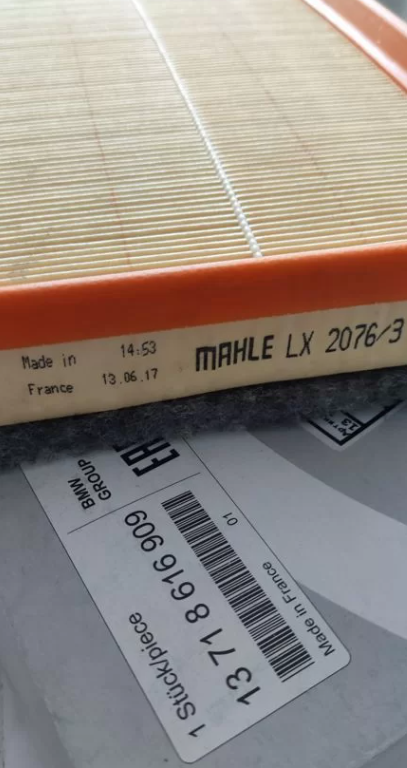 Made in 14:53
France 13.06.17
MAHLE LX 2076/3
BMW
GROUP
EAC
1 Stück/piece
13 71 8 616 909
01
Made in France